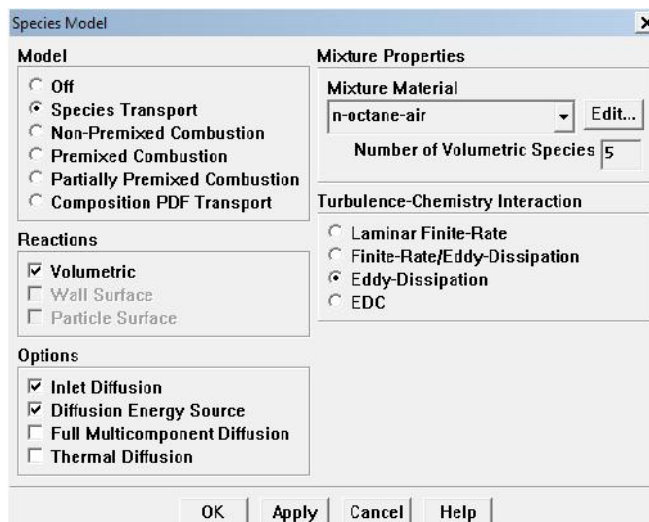 Species Model
Model
Off
Species Transport
Non-Premixed Combustion
Premixed Combustion
Partially Premixed Combustion
Composition PDF Transport
Reactions
Volumetric
Wall Surface
Particle Surface
Options
Inlet Diffusion
Diffusion Energy Source
Full Multicomponent Diffusion
Thermal Diffusion
Mixture Properties
Mixture Material
n-octane-air
Edit...
Number of Volumetric Species 5
Turbulence-Chemistry Interaction
Laminar Finite-Rate
Finite-Rate/Eddy-Dissipation
Eddy-Dissipation
EDC
OK Apply Cancel Help